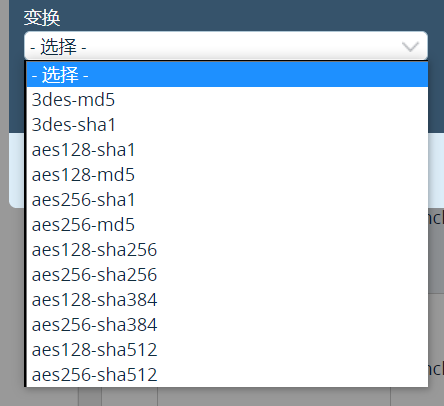 变换
- 选择 -
- 选择 -
3des-md5
3des-sha1
aes128-sha1
aes128-md5
aes256-sha1
aes256-md5
aes128-sha256
aes256-sha256
aes128-sha384
aes256-sha384
aes128-sha512
aes256-sha512